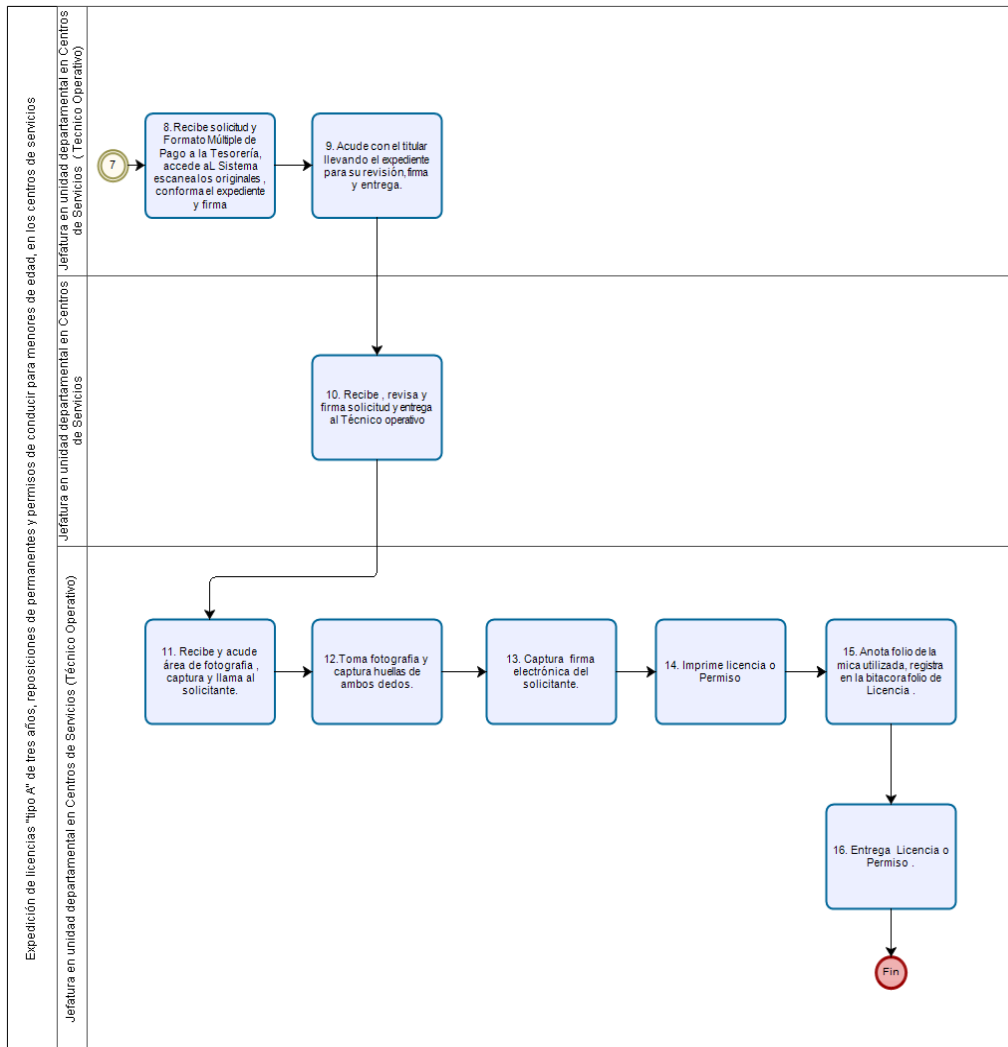 Expedición de licencias "tipo A" de tres años, reposiciones de permanentes y permisos de conducir para menores de edad, en los centros de servicios
Jefatura en unidad departamental en Centros
de Servicios ( Tecnico Operativo)
7
8. Recibe solicitud y
Formato Múltiple de
Pago a la Tesorería,
accede aL Sistema
escanea los originales ,
conforma el expediente
y firma
9. Acude con el titular
llevando el expediente
para su revisión, firma
y entrega.
Jefatura en unidad departamental en Centros
de Servicios
10. Recibe , revisa y
firma solicitud y entrega
al Técnico operativo
Jefatura en unidad departamental en Centros de Servicios (Técnico Operativo)
11. Recibe y acude
área de fotografia ,
captura y llama al
solicitante.
12.Toma fotografia y
captura huellas de
ambos dedos.
13. Captura firma
electrónica del
solicitante.
14. Imprime licencia o
Permiso
15. Anota folio de la
mica utilizada, registra
en la bitacora folio de
Licencia .
16. Entrega Licencia o
Permiso .
Fin